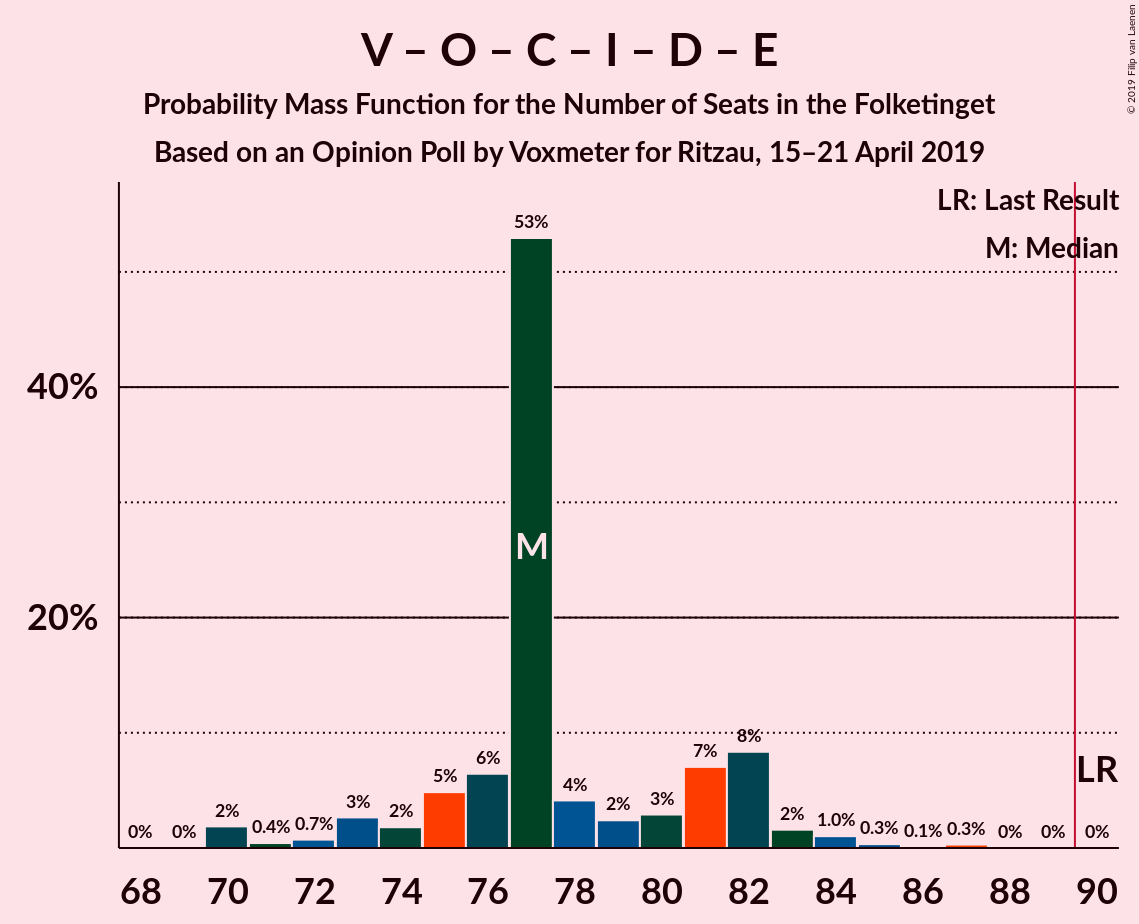 V – O – C – I – D – E
Probability Mass Function for the Number of Seats in the Folketinget
Based on an Opinion Poll by Voxmeter for Ritzau, 15–21 April 2019
© 2019 Filip van Laenen
LR: Last Result
M: Median
53%
40%
M
20%
8%
7%
6%
5%
4%
3%
3%
2%
2%
2%
2%
1.0%
0.7%
0.4%
0.3%
0.3%
0.1%
0%
0%
0%
0%
0%
LR
68 70 72 74 76 78 80 82 84 86 88 90